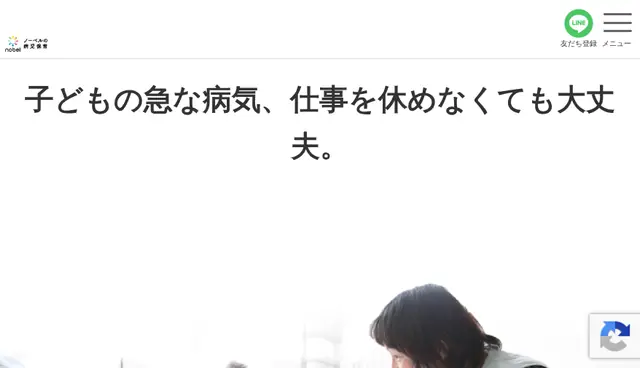 nobel
ノーベルの
病児保育
LINE
友だち登録
メニュー
子どもの急な病気、仕事を休めなくても大丈
夫。